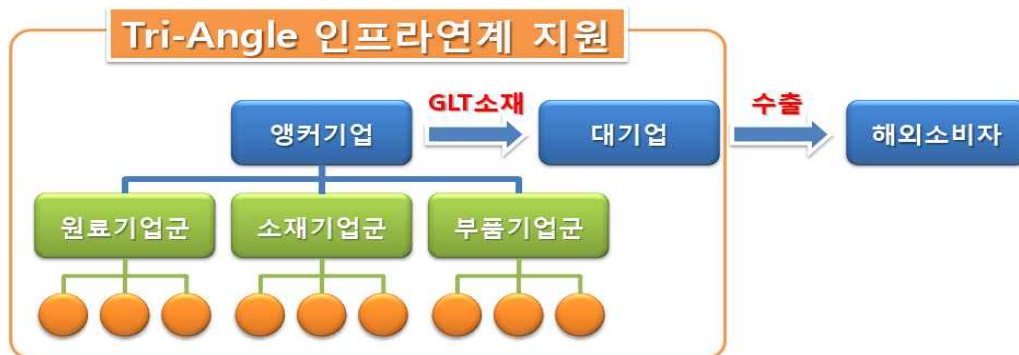 Tri-Angle 인프라연계 지원
GLT소재
수출
앵커기업
대기업
해외소비자
원료기업군
소재기업군
부품기업군